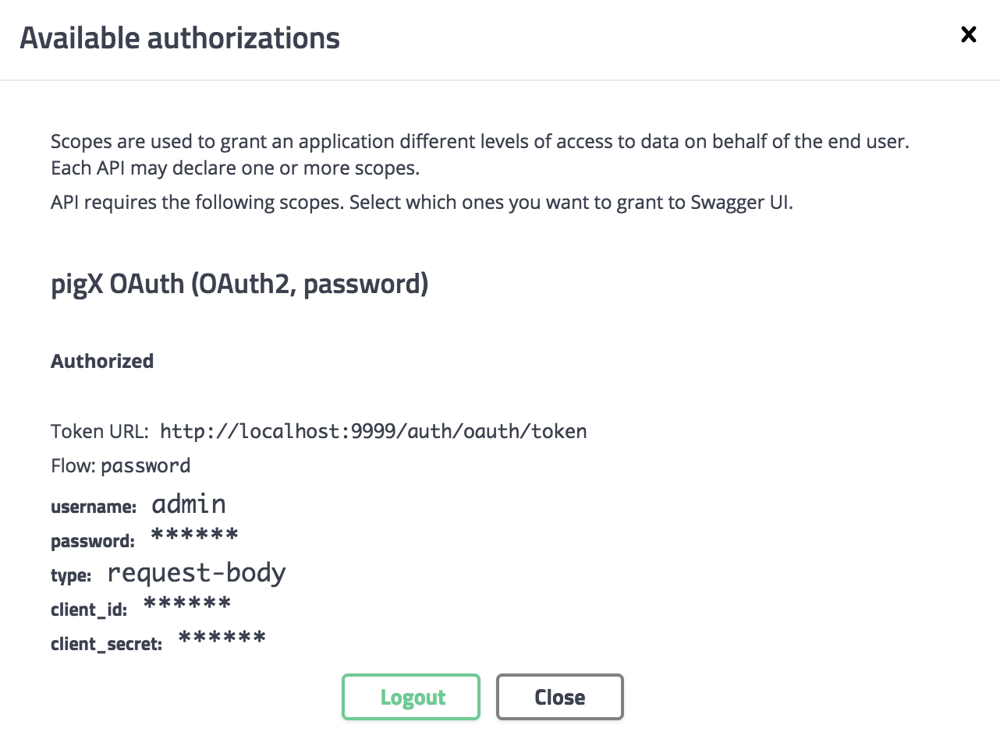 Available authorizations
Scopes are used to grant an application different levels of access to data on behalf of the end user.
Each API may declare one or more scopes.
API requires the following scopes. Select which ones you want to grant to Swagger UI.
pigX OAuth (OAuth2, password)
Authorized
Token URL: http://localhost:9999/auth/oauth/token
Flow: password
username: admin
password: ******
type: request-body
client_id: ******
client_secret: ******
Logout Close